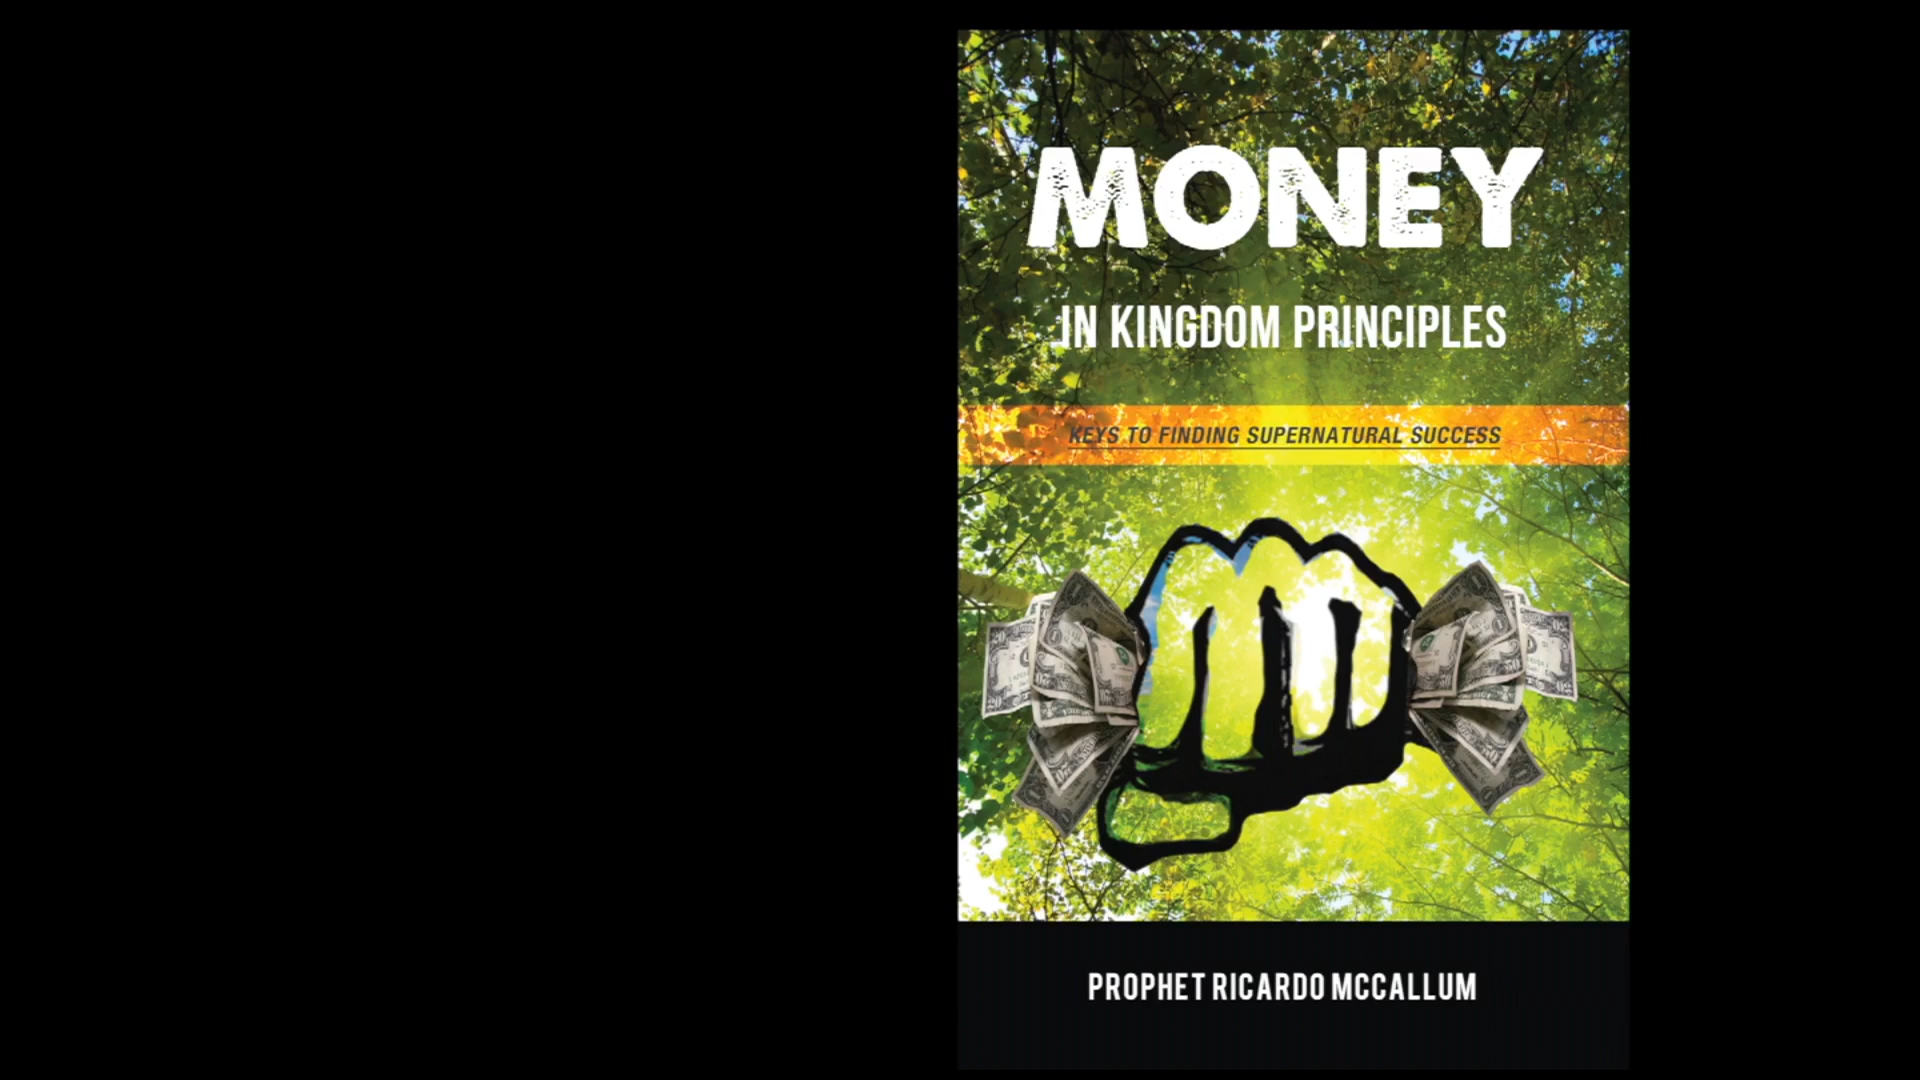 MONEY
IN KINGDOM PRINCIPLES
KEYS TO FINDING SUPERNATURAL SUCCESS
PROPHET RICARDO MCCALLUM